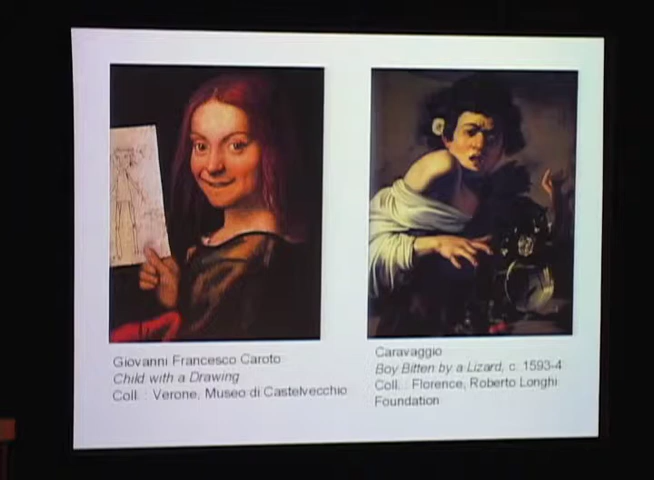 Giovanni Francesco Caroto
Child with a Drawing
Coll. : Verone, Museo di Castelvecchio
Caravaggio
Boy Bitten by a Lizard, c. 1593-4
Coll. : Florence, Roberto Longhi
Foundation